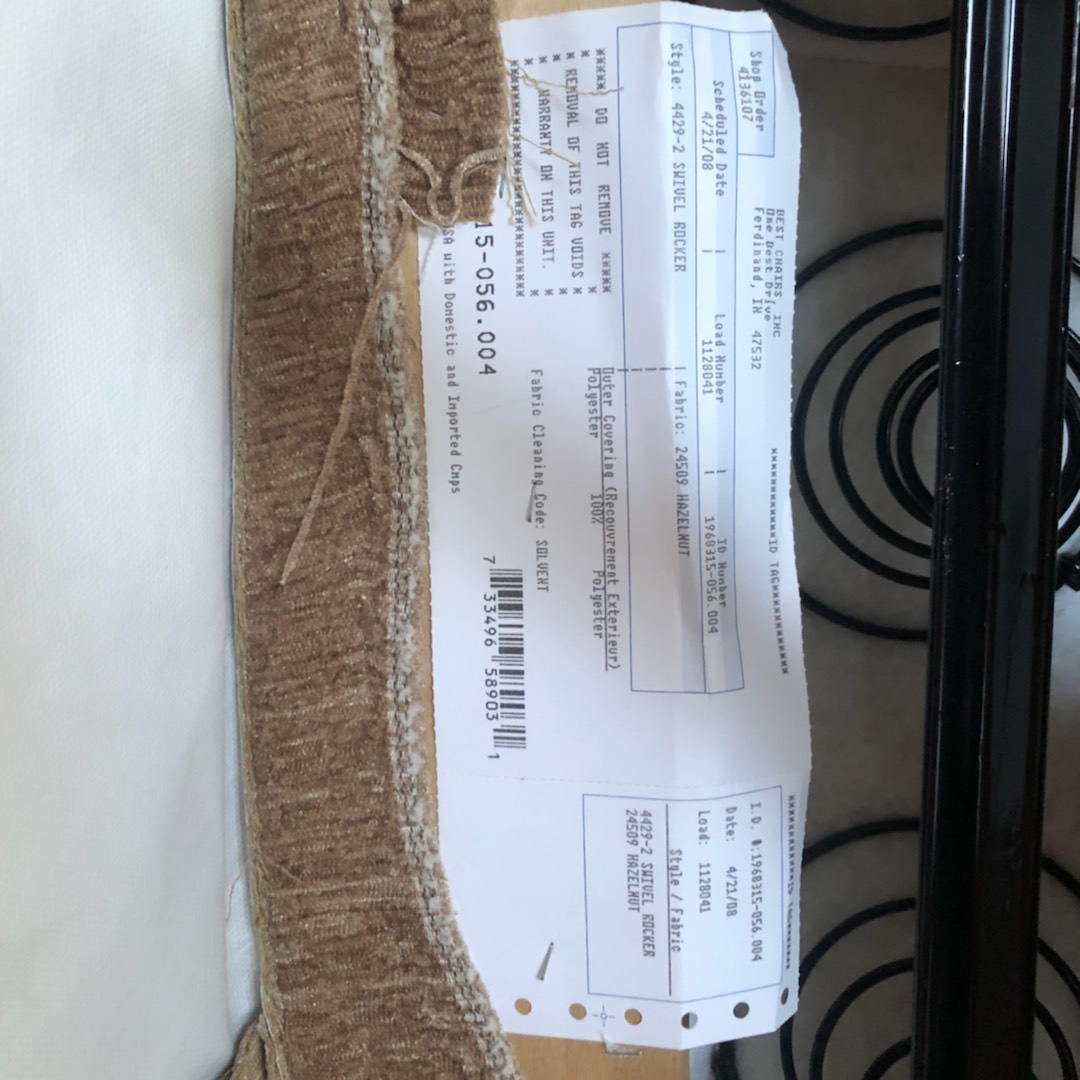 BEST CHAIRS, INC
One Best Drive
Ferdinand, IN 47532
**************ID TAG**************
Shop Order
4136107
Scheduled Date | Load Number | ID Number
4/21/08 | 1128041 | 1968315-056.004
Style: 4429-2 SWIVEL ROCKER | Fabric: 24509 HAZELNUT
***** DO NOT REMOVE *****
* REMOVAL OF THIS TAG VOIDS *
* WARRANTY ON THIS UNIT. *
Outer Covering (Recouvrement Exterieur)
Polyester 100% Polyester
Fabric Cleaning Code: SOLVENT
15-056.004
SA with Domestic and Imported Cmps
7 33496 58903 1
I.D. #:1968315-056.004
Date: 4/21/08
Load: 1128041
Style / Fabric
4429-2 SWIVEL ROCKER
24509 HAZELNUT